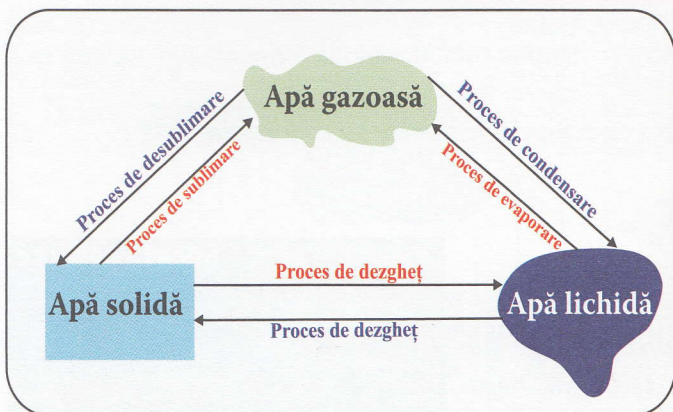 Apă gazoasă
Proces de desublimare
Proces de sublimare
Proces de condensare
Proces de evaporare
Apă solidă
Proces de dezgheț
Proces de dezgheț
Apă lichidă